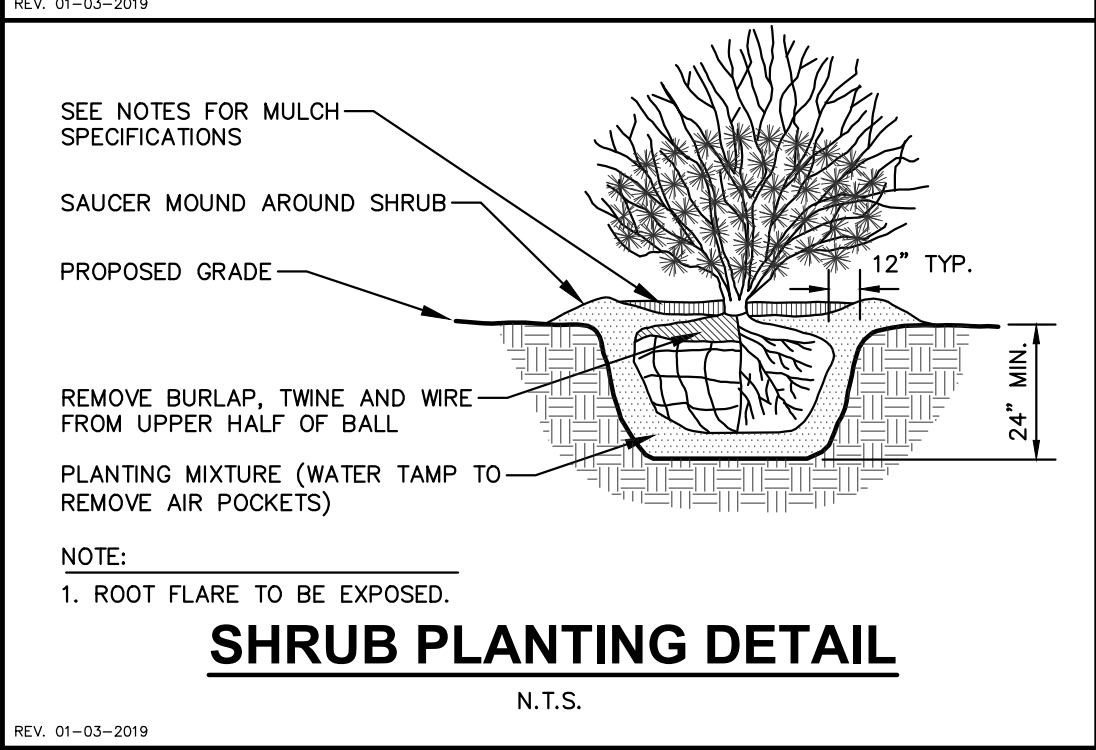 REV. 01-03-2019
SEE NOTES FOR MULCH
SPECIFICATIONS
SAUCER MOUND AROUND SHRUB
PROPOSED GRADE
12" TYP.
24" MIN.
REMOVE BURLAP, TWINE AND WIRE
FROM UPPER HALF OF BALL
PLANTING MIXTURE (WATER TAMP TO
REMOVE AIR POCKETS)
NOTE:
1. ROOT FLARE TO BE EXPOSED.
SHRUB PLANTING DETAIL
N.T.S.
REV. 01-03-2019